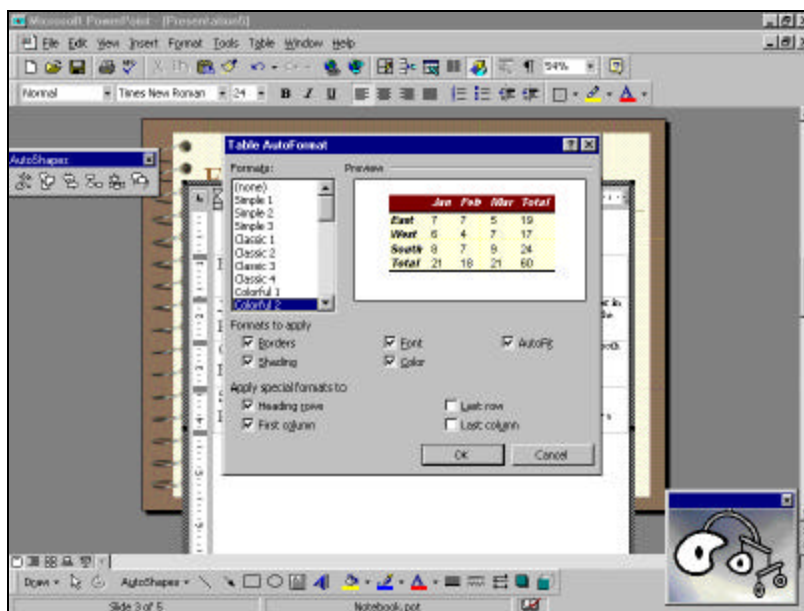 Microsoft PowerPoint - [Presentation5]
File Edit View Insert Format Tools Table Window Help
54%
Normal Times New Roman 24 B I U
AutoShapes
Table AutoFormat
Formats: Preview
(none)
Simple 1
Simple 2
Simple 3
Classic 1
Classic 2
Classic 3
Classic 4
Colorful 1
Colorful 2
Jan Feb Mar Total
East 7 7 5 19
West 6 4 7 17
South 8 7 9 24
Total 21 18 21 60
Formats to apply
Borders Font AutoFit
Shading Color
Apply special formats to
Heading rows Last row
First column Last column
OK Cancel
Draw AutoShapes
Slide 3 of 5 Notebook.pot